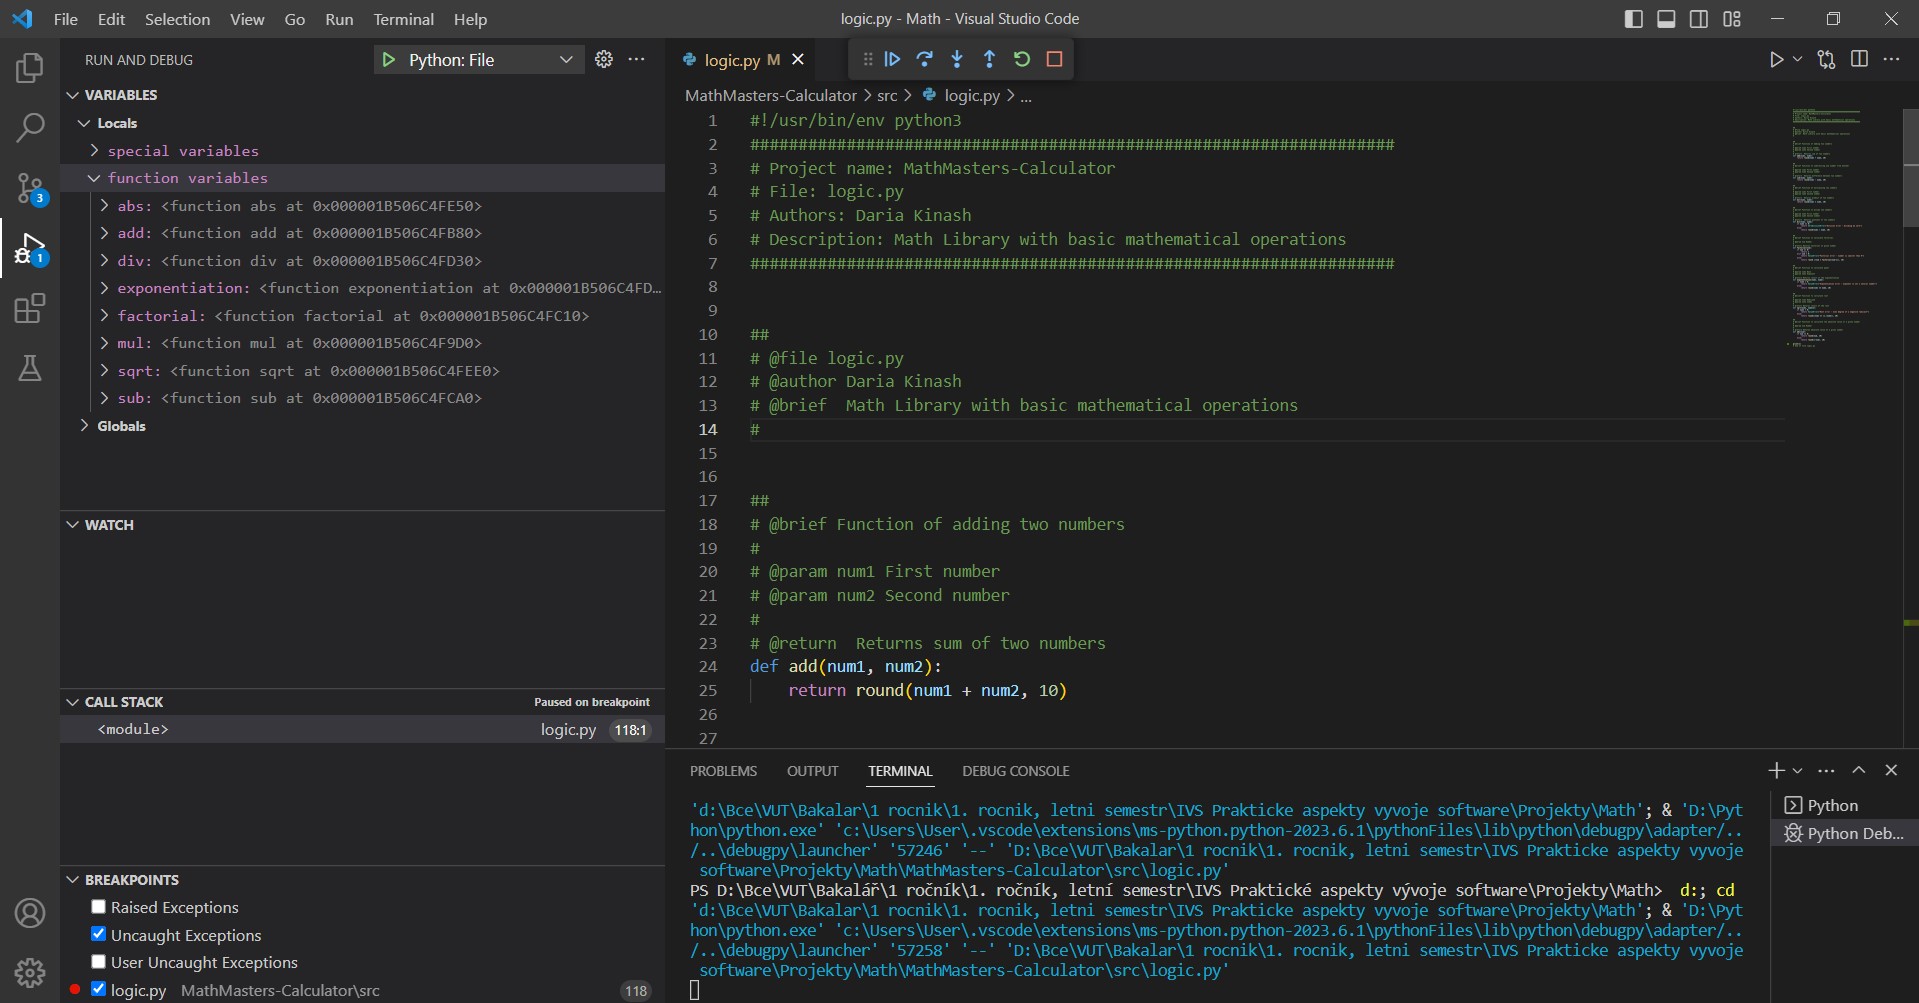 File Edit Selection View Go Run Terminal Help
logic.py - Math - Visual Studio Code
RUN AND DEBUG
Python: File
VARIABLES
Locals
special variables
function variables
abs: <function abs at 0x000001B506C4FE50>
add: <function add at 0x000001B506C4FB80>
div: <function div at 0x000001B506C4FD30>
exponentiation: <function exponentiation at 0x000001B506C4FD…
factorial: <function factorial at 0x000001B506C4FC10>
mul: <function mul at 0x000001B506C4F9D0>
sqrt: <function sqrt at 0x000001B506C4FEE0>
sub: <function sub at 0x000001B506C4FCA0>
Globals
3
1
WATCH
CALL STACK
Paused on breakpoint
<module>
logic.py 118:1
BREAKPOINTS
Raised Exceptions
Uncaught Exceptions
User Uncaught Exceptions
logic.py MathMasters-Calculator\src 118
logic.py M
MathMasters-Calculator > src > logic.py > ...
1 #!/usr/bin/env python3
2 ###################################################################
3 # Project name: MathMasters-Calculator
4 # File: logic.py
5 # Authors: Daria Kinash
6 # Description: Math Library with basic mathematical operations
7 ###################################################################
8
9
10 ##
11 # @file logic.py
12 # @author Daria Kinash
13 # @brief  Math Library with basic mathematical operations
14 #
15
16
17 ##
18 # @brief Function of adding two numbers
19 #
20 # @param num1 First number
21 # @param num2 Second number
22 #
23 # @return  Returns sum of two numbers
24 def add(num1, num2):
25     return round(num1 + num2, 10)
26
27
PROBLEMS OUTPUT TERMINAL DEBUG CONSOLE
'd:\Все\VUT\Bakalar\1 rocnik\1. rocnik, letni semestr\IVS Prakticke aspekty vyvoje software\Projekty\Math'; & 'D:\Pyt
hon\python.exe' 'c:\Users\User\.vscode\extensions\ms-python.python-2023.6.1\pythonFiles\lib\python\debugpy\adapter/..
/..\debugpy\launcher' '57246' '--' 'D:\Все\VUT\Bakalar\1 rocnik\1. rocnik, letni semestr\IVS Prakticke aspekty vyvoje
 software\Projekty\Math\MathMasters-Calculator\src\logic.py'
PS D:\Все\VUT\Bakalář\1 ročník\1. ročník, letní semestr\IVS Praktické aspekty vývoje software\Projekty\Math>  d:; cd
'd:\Все\VUT\Bakalar\1 rocnik\1. rocnik, letni semestr\IVS Prakticke aspekty vyvoje software\Projekty\Math'; & 'D:\Pyt
hon\python.exe' 'c:\Users\User\.vscode\extensions\ms-python.python-2023.6.1\pythonFiles\lib\python\debugpy\adapter/..
/..\debugpy\launcher' '57258' '--' 'D:\Все\VUT\Bakalar\1 rocnik\1. rocnik, letni semestr\IVS Prakticke aspekty vyvoje
 software\Projekty\Math\MathMasters-Calculator\src\logic.py'
Python
Python Deb...